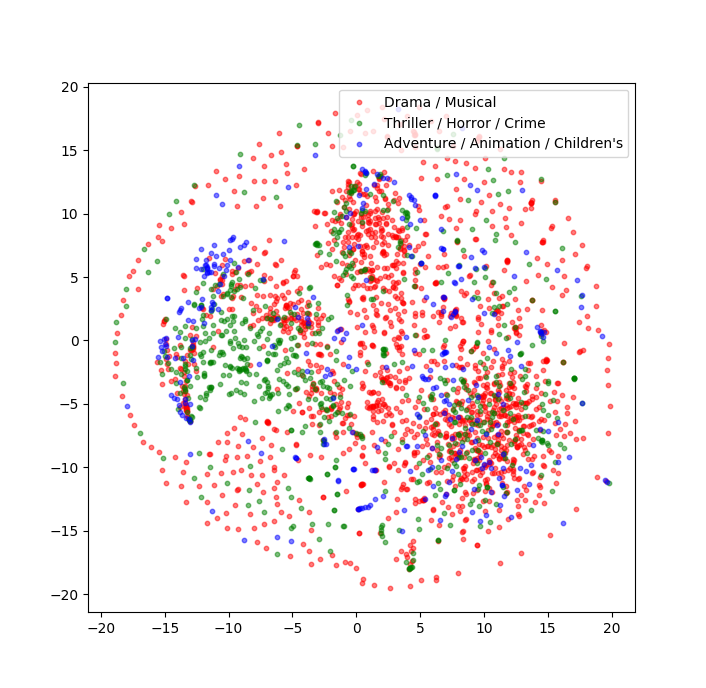 Drama / Musical
Thriller / Horror / Crime
Adventure / Animation / Children's
20
15
10
5
0
−5
−10
−15
−20
−20 −15 −10 −5 0 5 10 15 20